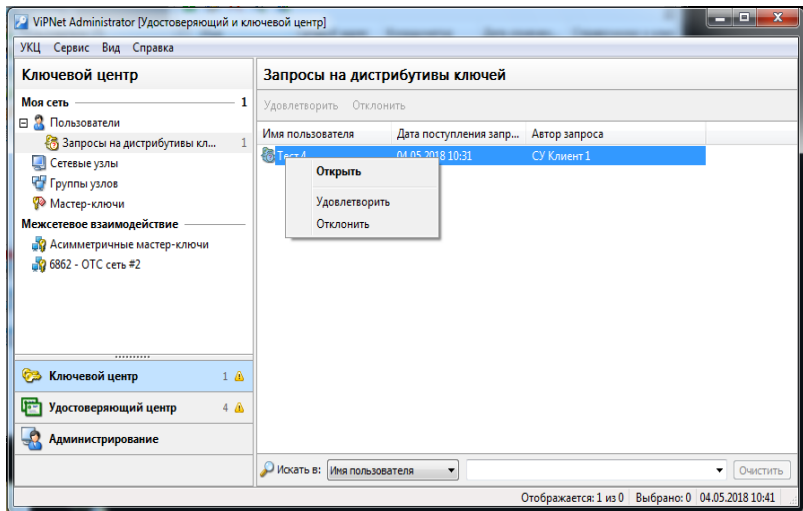 ViPNet Administrator [Удостоверяющий и ключевой центр]
УКЦ Сервис Вид Справка
Ключевой центр
Моя сеть 1
Пользователи
Запросы на дистрибутивы кл... 1
Сетевые узлы
Группы узлов
Мастер-ключи
Межсетевое взаимодействие
Асимметричные мастер-ключи
6862 - ОТС сеть #2
Ключевой центр 1
Удостоверяющий центр 4
Администрирование
Запросы на дистрибутивы ключей
Удовлетворить Отклонить
Имя пользователя Дата поступления запр... Автор запроса
Тест 4 04.05.2018 10:31 СУ Клиент 1
Открыть
Удовлетворить
Отклонить
Искать в: Имя пользователя Очистить
Отображается: 1 из 0 Выбрано: 0 04.05.2018 10:41